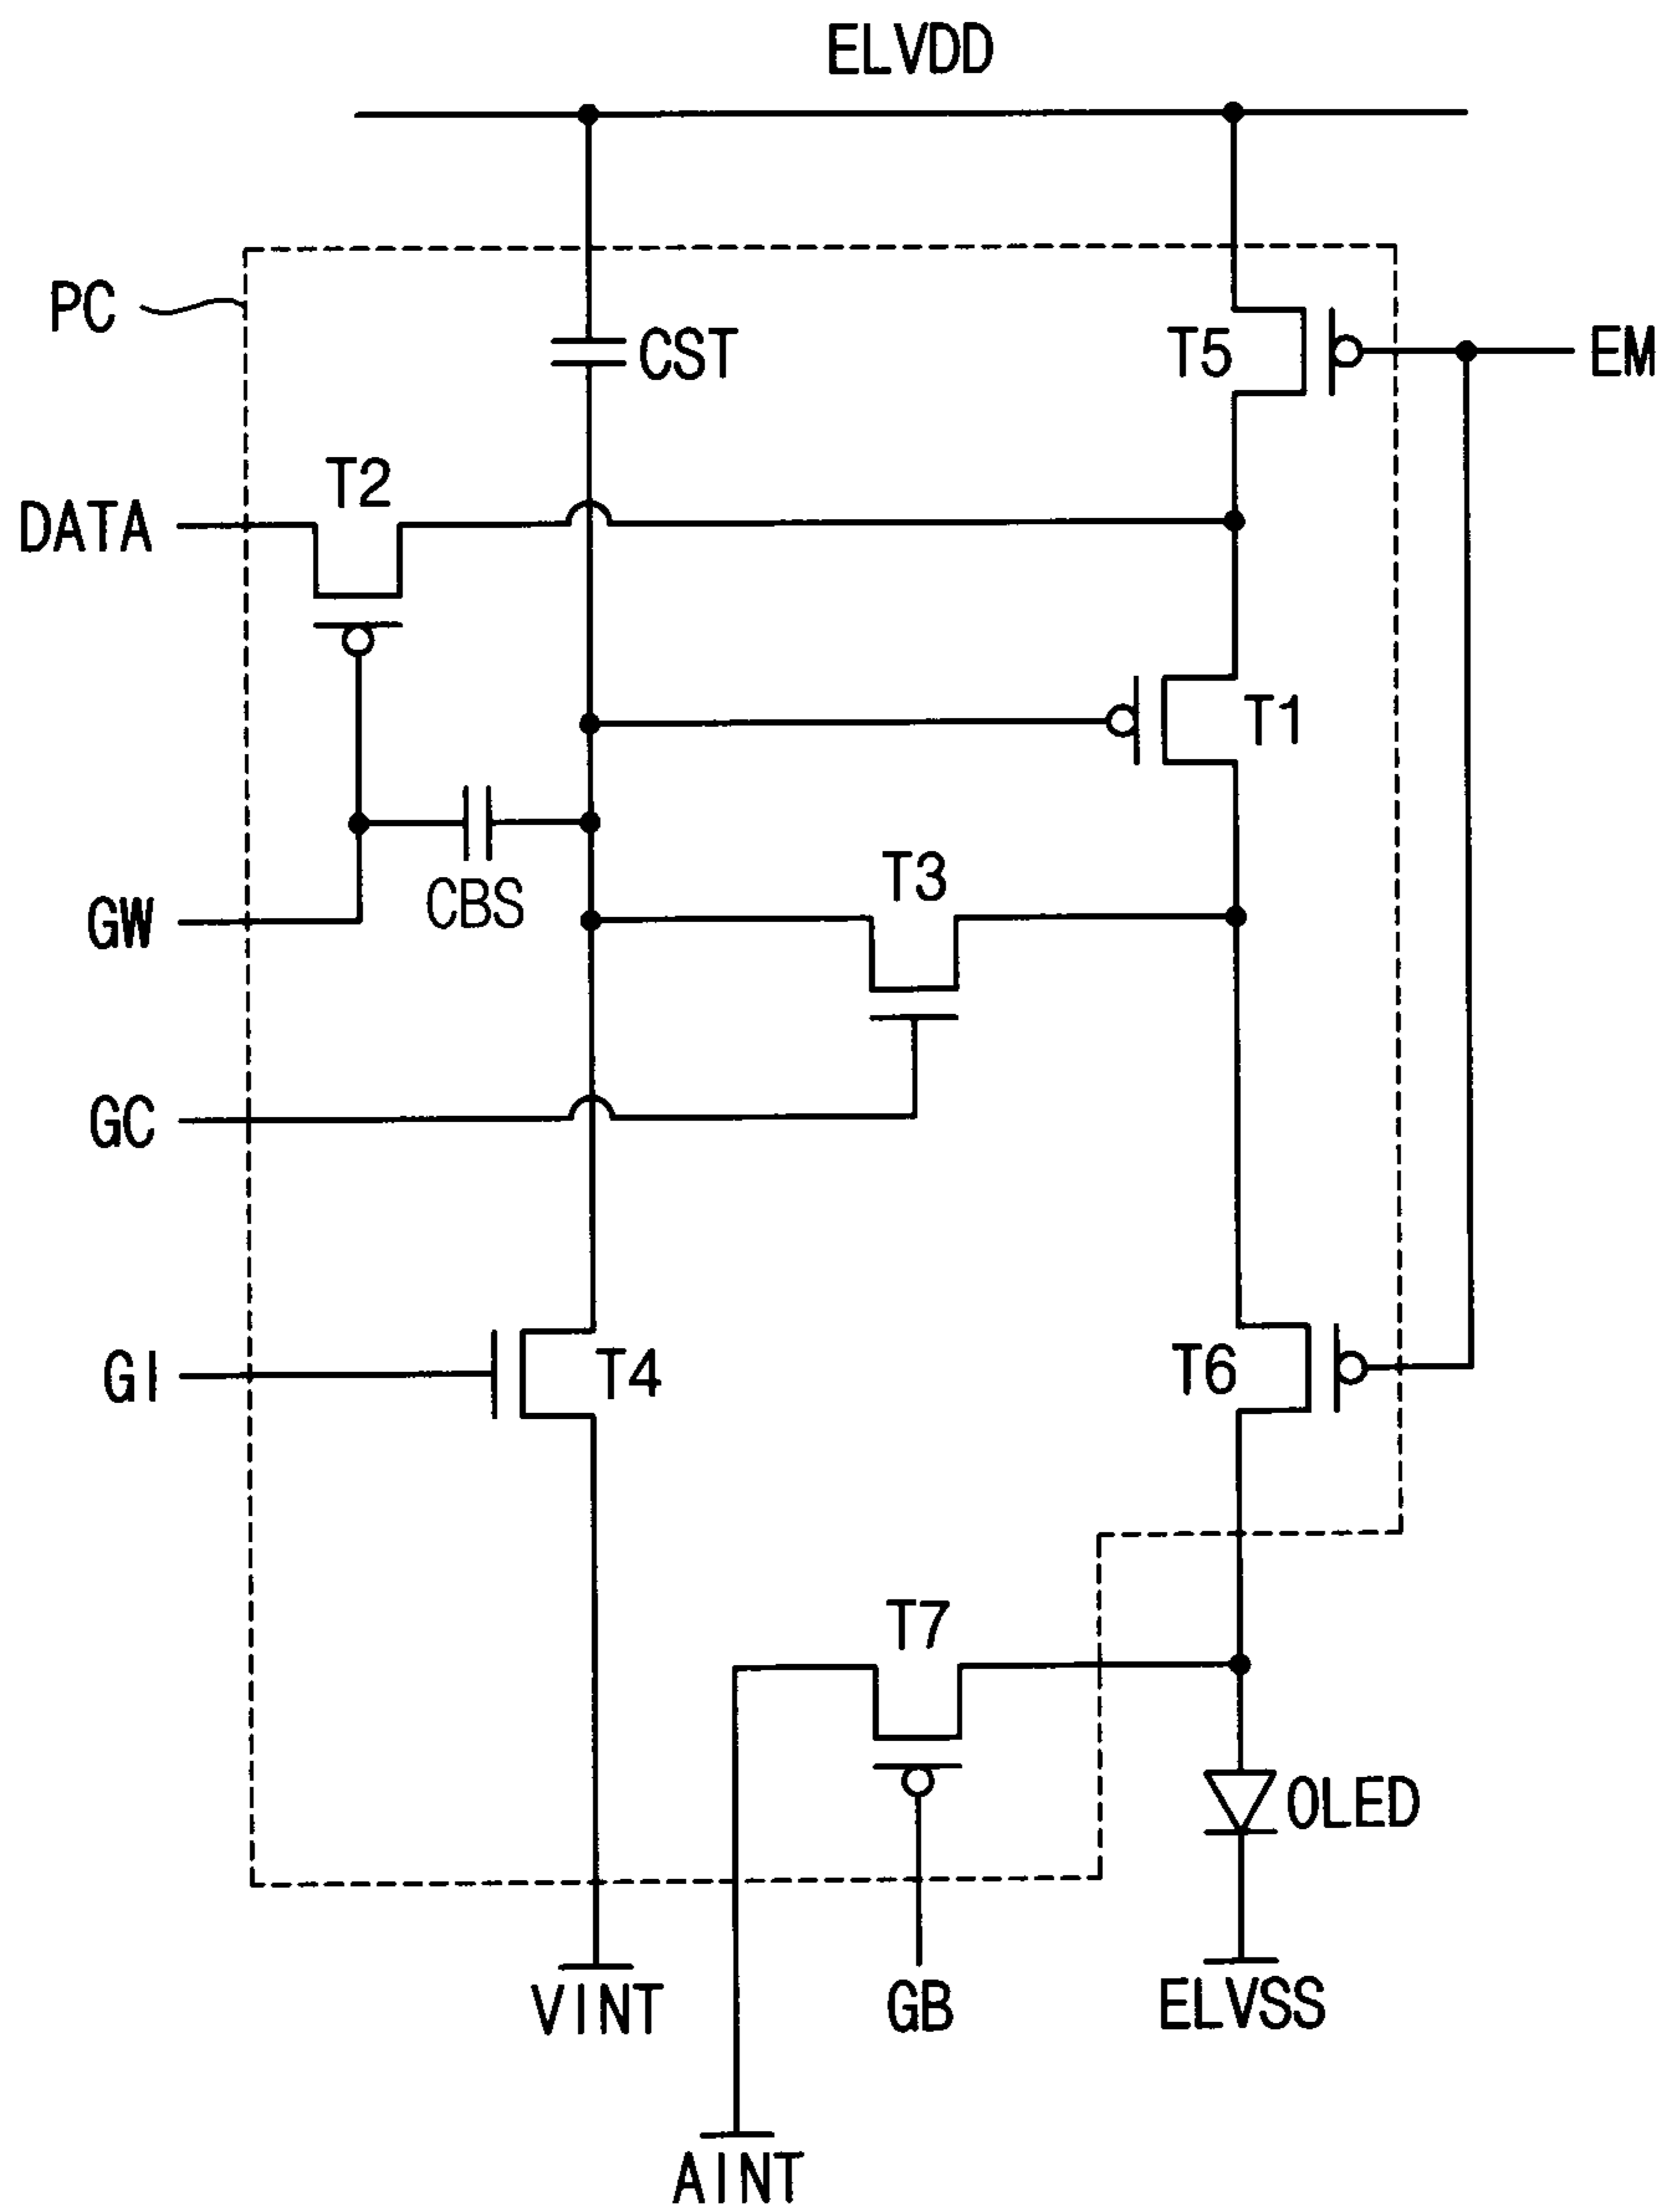 ELVDD
PC
CST
T5
EM
T2
DATA
T1
T3
CBS
GW
GC
GI
T4
T6
T7
OLED
VINT
GB
ELVSS
AINT